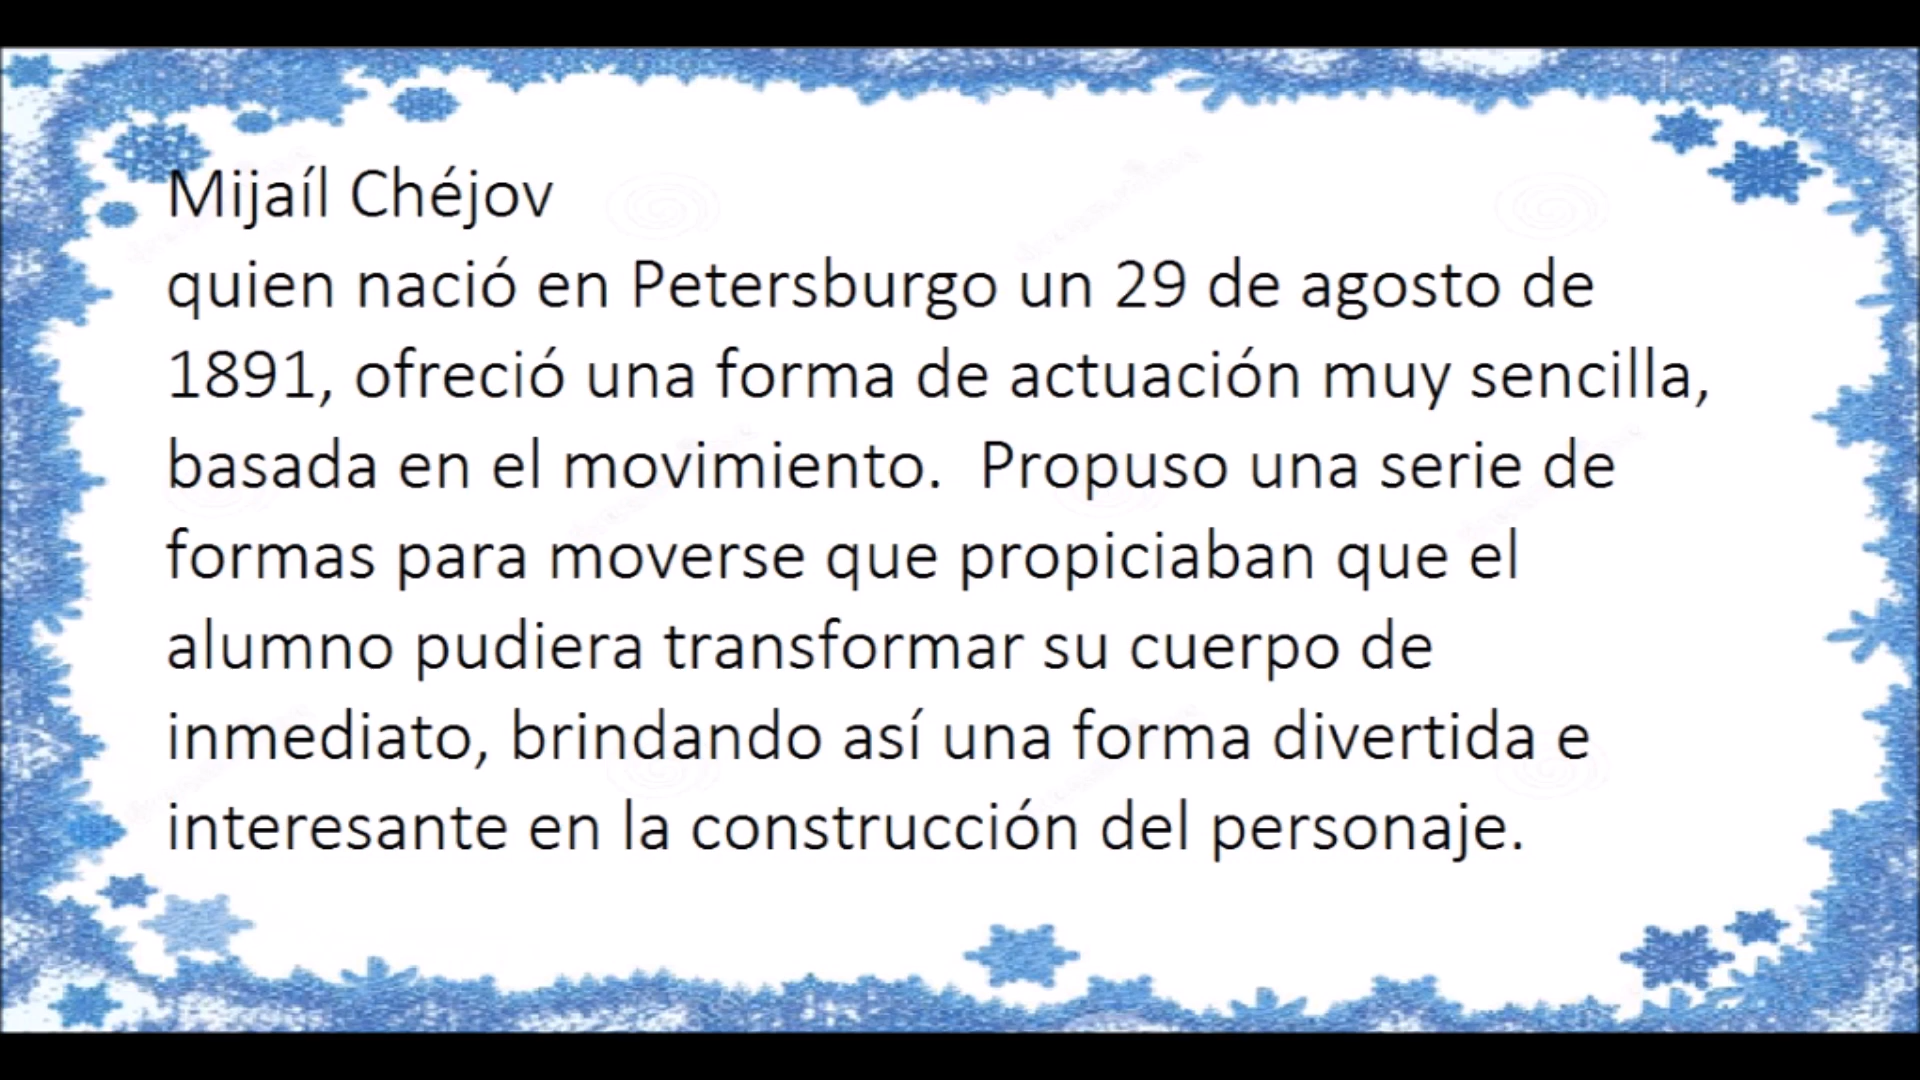 Mijaíl Chéjov
quien nació en Petersburgo un 29 de agosto de
1891, ofreció una forma de actuación muy sencilla,
basada en el movimiento.  Propuso una serie de
formas para moverse que propiciaban que el
alumno pudiera transformar su cuerpo de
inmediato, brindando así una forma divertida e
interesante en la construcción del personaje.